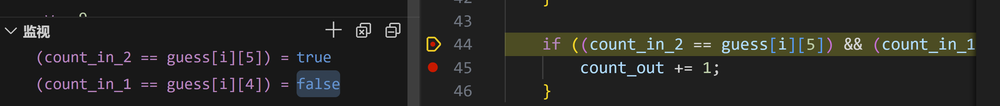 监视
(count_in_2 == guess[i][5]) = true
(count_in_1 == guess[i][4]) = false
42 }
43
44 if ((count_in_2 == guess[i][5]) && (count_in_1
45 count_out += 1;
46 }